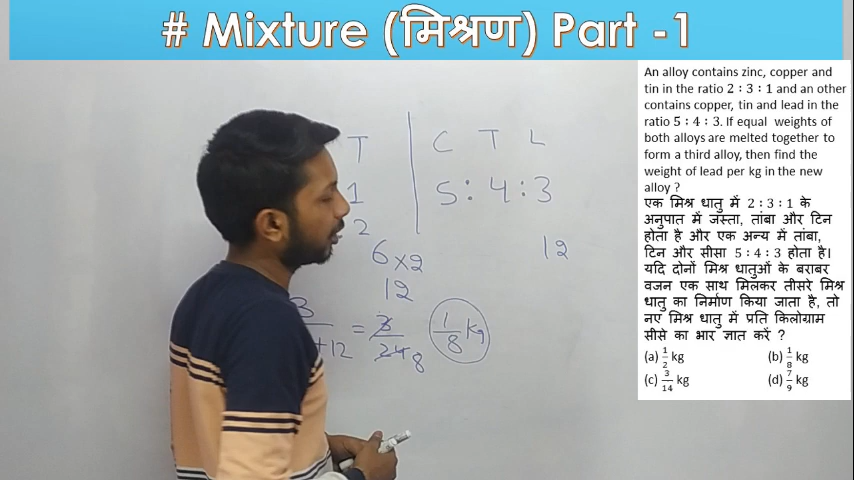 # Mixture (मिश्रण) Part -1
An alloy contains zinc, copper and
tin in the ratio 2 : 3 : 1 and an other
contains copper, tin and lead in the
ratio 5 : 4 : 3. If equal weights of
both alloys are melted together to
form a third alloy, then find the
weight of lead per kg in the new
alloy ?
एक मिश्र धातु में 2 : 3 : 1 के
अनुपात में जस्ता, तांबा और टिन
होता है और एक अन्य में तांबा,
टिन और सीसा 5 : 4 : 3 होता है।
यदि दोनों मिश्र धातुओं के बराबर
वजन एक साथ मिलकर तीसरे मिश्र
धातु का निर्माण किया जाता है, तो
नए मिश्र धातु में प्रति किलोग्राम
सीसे का भार ज्ञात करें ?
(a) 1/2 kg (b) 1/8 kg
(c) 3/14 kg (d) 7/9 kg
T C T L
1 5 : 4 : 3
2
6 x 2 12
12
3/+12 = 3/24 8 1/8 kg